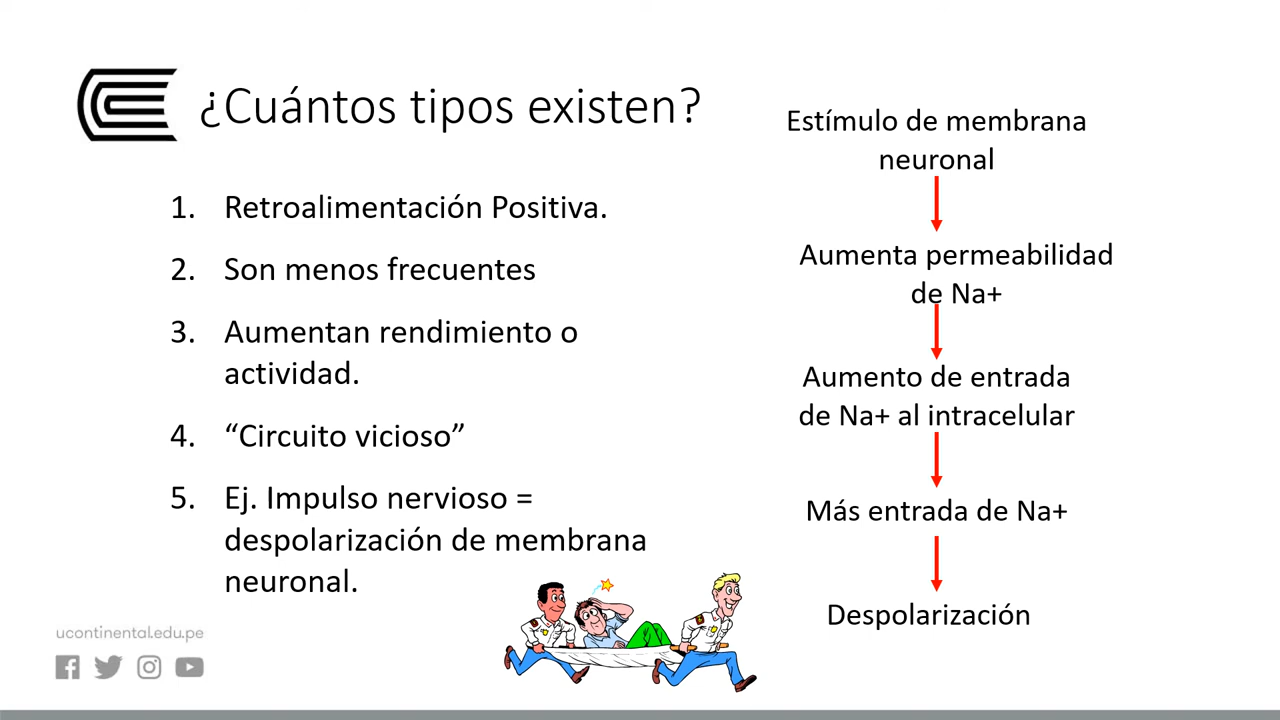 ¿Cuántos tipos existen?
1. Retroalimentación Positiva.
2. Son menos frecuentes
3. Aumentan rendimiento o
actividad.
4. “Circuito vicioso”
5. Ej. Impulso nervioso =
despolarización de membrana
neuronal.
Estímulo de membrana
neuronal
Aumenta permeabilidad
de Na+
Aumento de entrada
de Na+ al intracelular
Más entrada de Na+
Despolarización
ucontinental.edu.pe